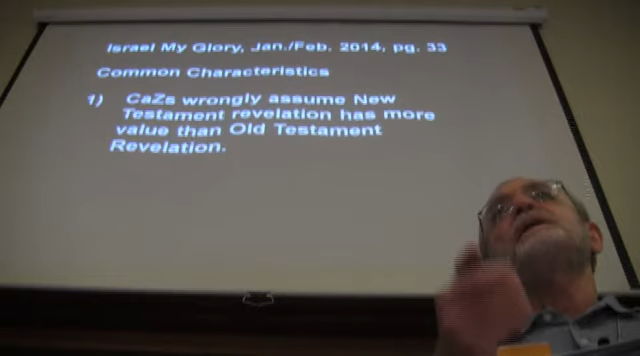 Israel My Glory, Jan./Feb. 2014, pg. 33
Common Characteristics
1) CaZs wrongly assume New
Testament revelation has more
value than Old Testament
Revelation.